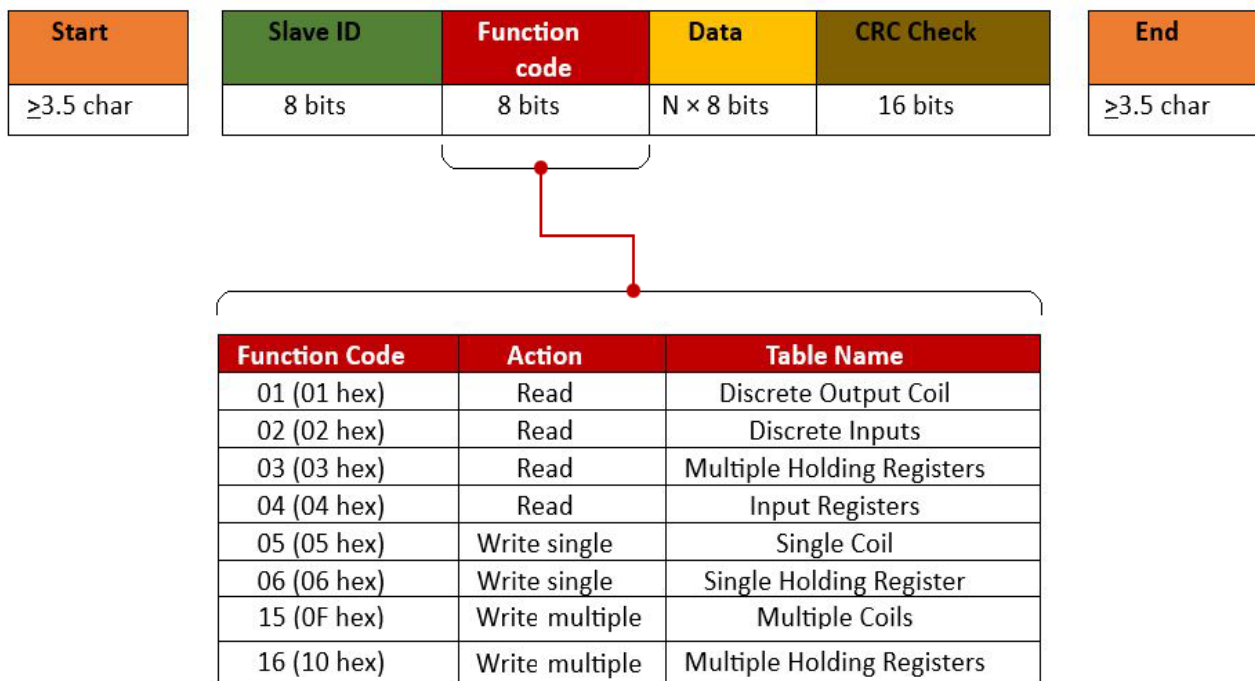 Start Slave ID Function code Data CRC Check End
≥3.5 char 8 bits 8 bits N × 8 bits 16 bits ≥3.5 char
Function Code Action Table Name
01 (01 hex) Read Discrete Output Coil
02 (02 hex) Read Discrete Inputs
03 (03 hex) Read Multiple Holding Registers
04 (04 hex) Read Input Registers
05 (05 hex) Write single Single Coil
06 (06 hex) Write single Single Holding Register
15 (0F hex) Write multiple Multiple Coils
16 (10 hex) Write multiple Multiple Holding Registers